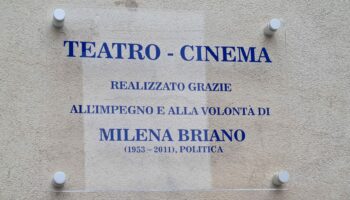 TEATRO - CINEMA
REALIZZATO GRAZIE
ALL'IMPEGNO E ALLA VOLONTÀ DI
MILENA BRIANO
(1953 - 2011), POLITICA